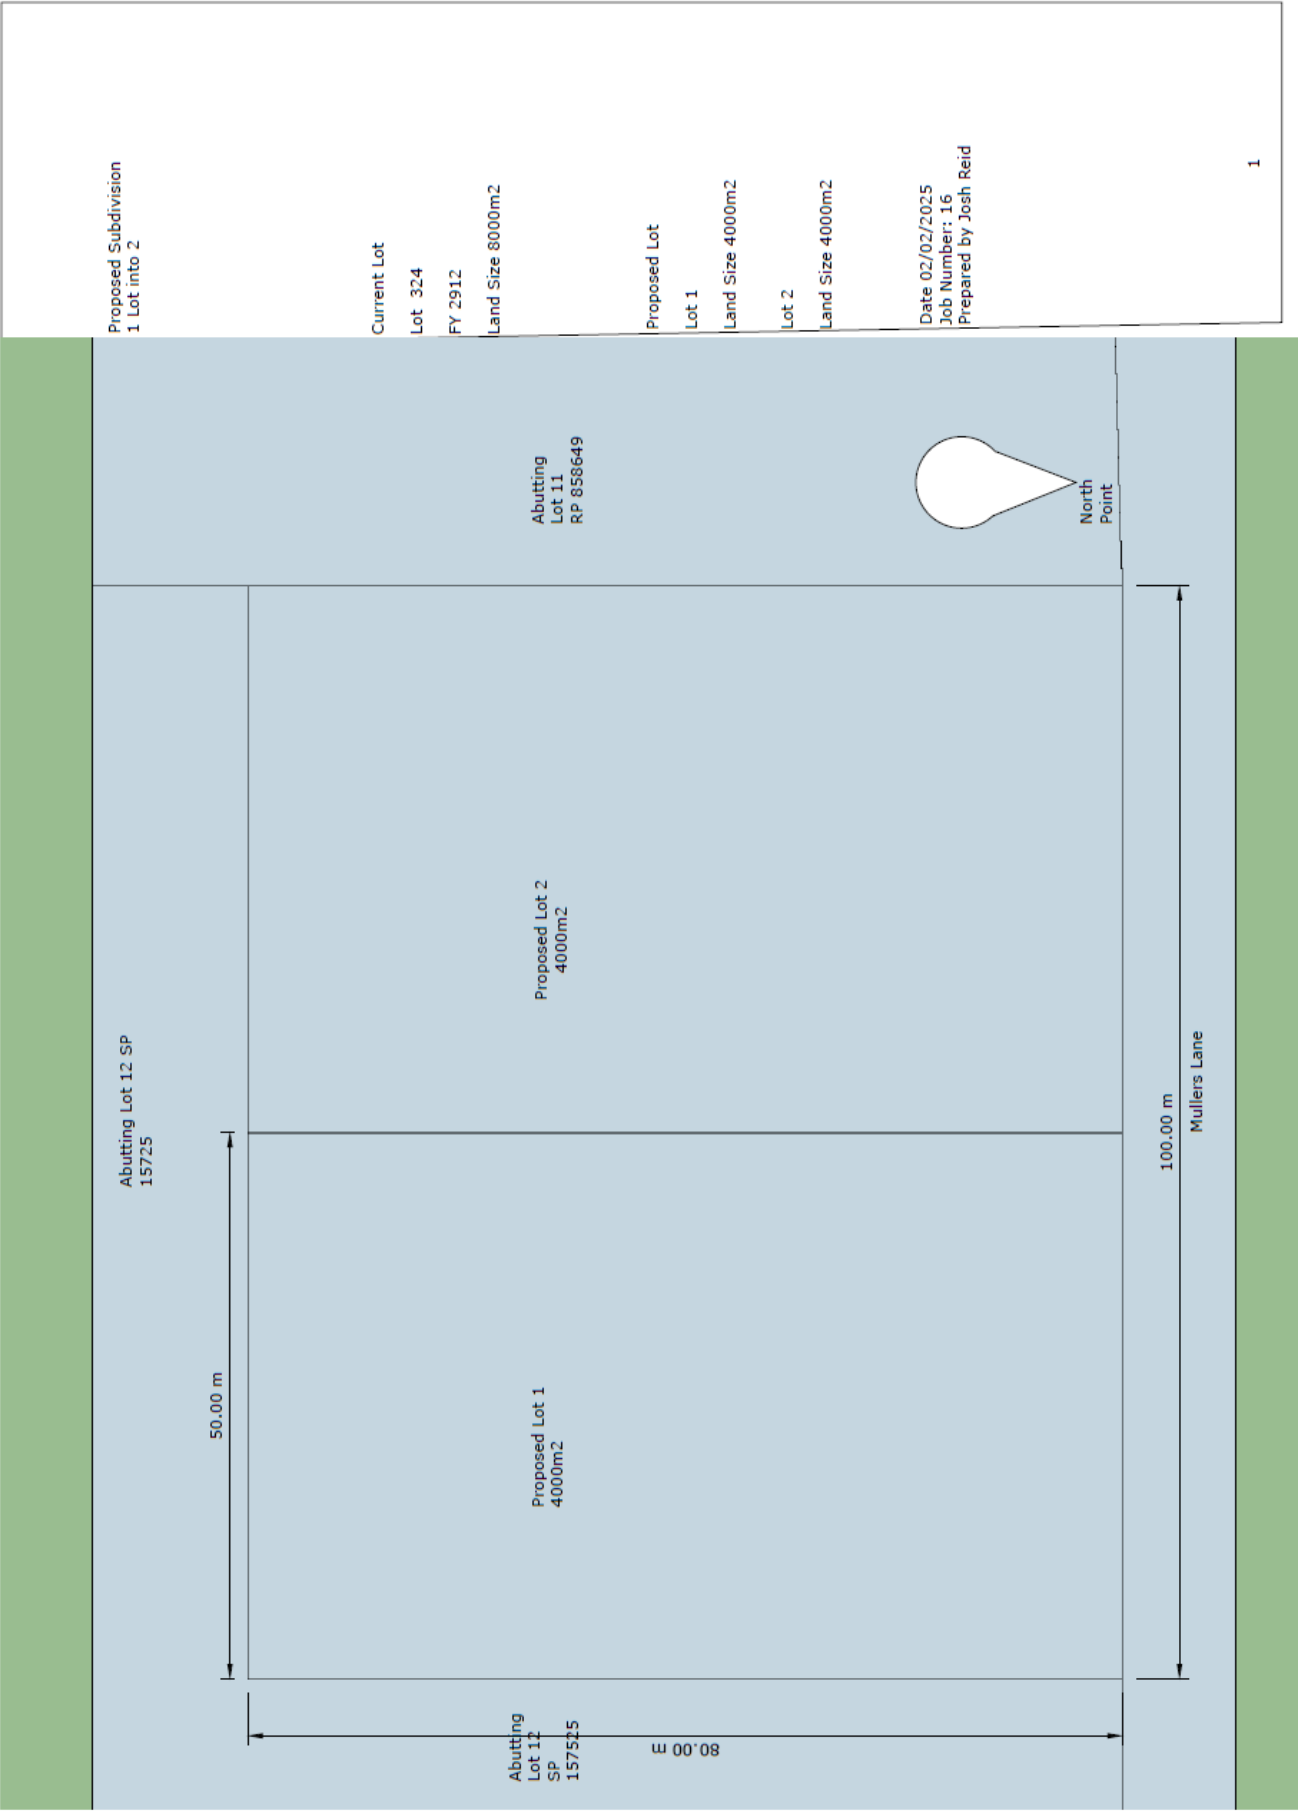 Proposed Subdivision
1 Lot into 2
Current Lot
Lot 324
FY 2912
Land Size 8000m2
Proposed Lot
Lot 1
Land Size 4000m2
Lot 2
Land Size 4000m2
Date 02/02/2025
Job Number: 16
Prepared by Josh Reid
1
Abutting
Lot 11
RP 858649
North
Point
Abutting Lot 12 SP
15725
Proposed Lot 2
4000m2
50.00 m
Proposed Lot 1
4000m2
100.00 m
Mullers Lane
Abutting
Lot 12
SP
157525
80.00 m